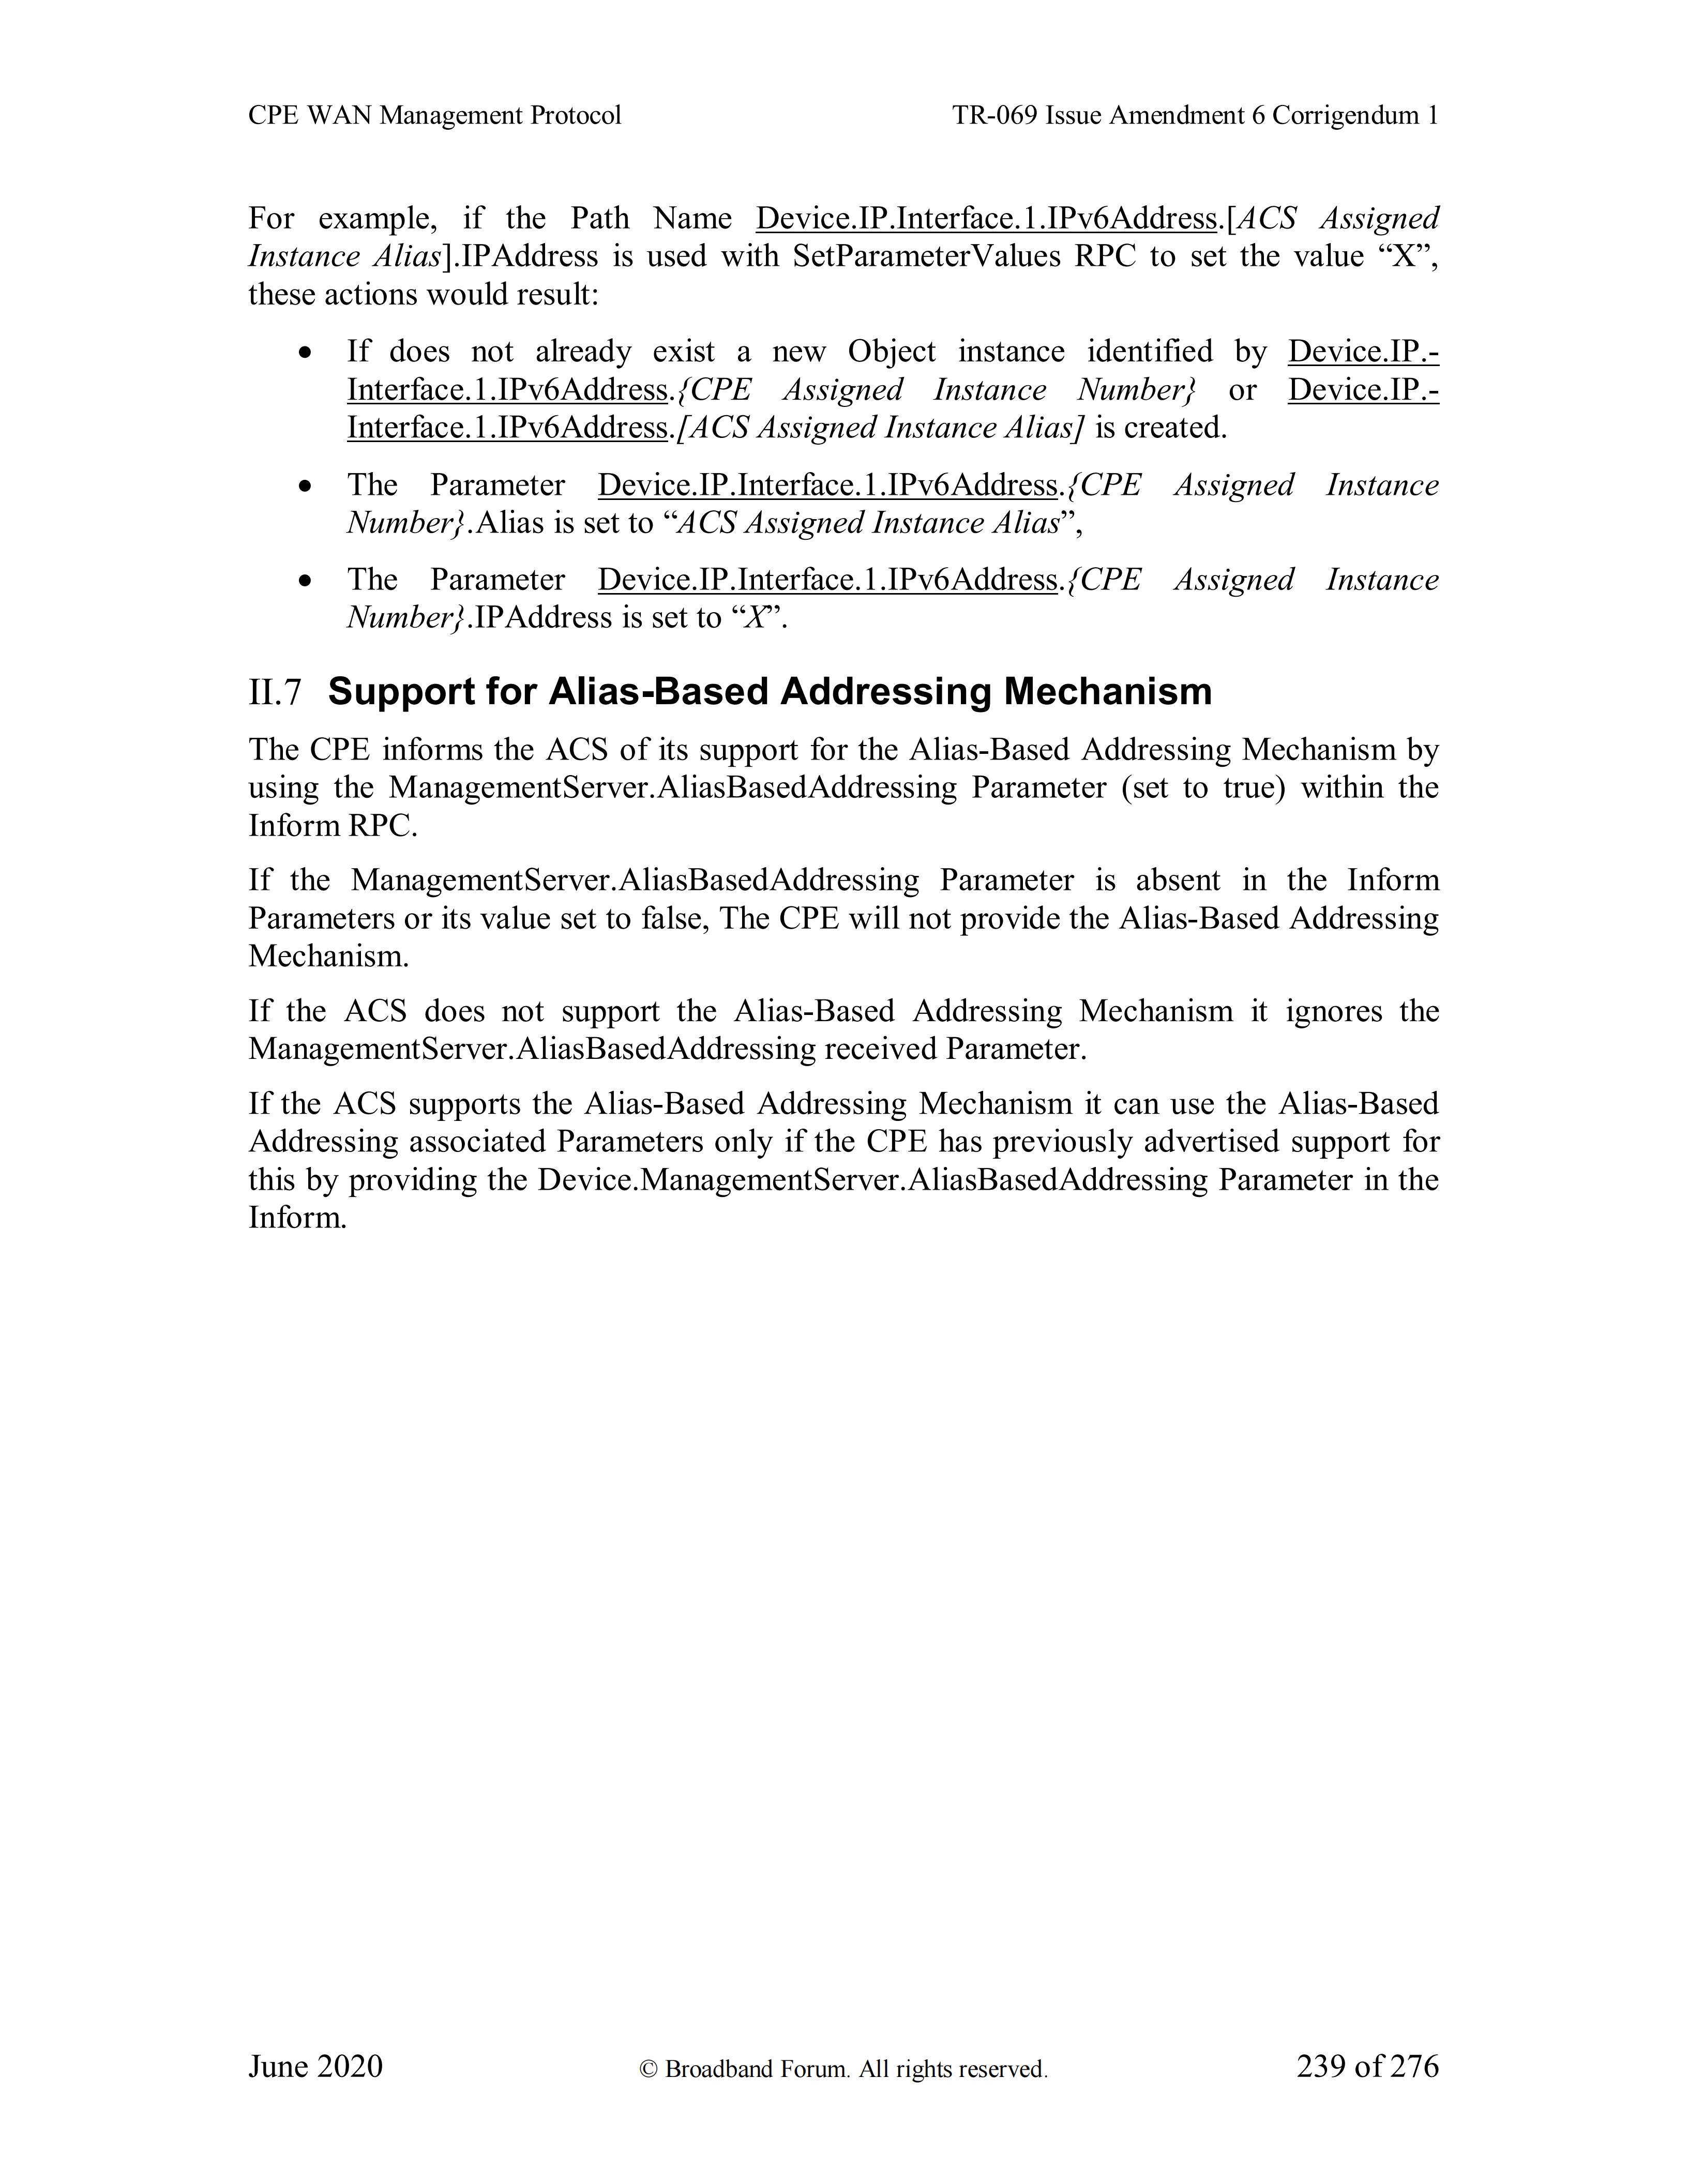 CPE WAN Management Protocol TR-069 Issue Amendment 6 Corrigendum 1
For example, if the Path Name Device.IP.Interface.1.IPv6Address.[ACS Assigned
Instance Alias].IPAddress is used with SetParameterValues RPC to set the value “X”,
these actions would result:
• If does not already exist a new Object instance identified by Device.IP.-
Interface.1.IPv6Address.{CPE Assigned Instance Number} or Device.IP.-
Interface.1.IPv6Address.[ACS Assigned Instance Alias] is created.
• The Parameter Device.IP.Interface.1.IPv6Address.{CPE Assigned Instance
Number}.Alias is set to “ACS Assigned Instance Alias”,
• The Parameter Device.IP.Interface.1.IPv6Address.{CPE Assigned Instance
Number}.IPAddress is set to “X”.
II.7 Support for Alias-Based Addressing Mechanism
The CPE informs the ACS of its support for the Alias-Based Addressing Mechanism by
using the ManagementServer.AliasBasedAddressing Parameter (set to true) within the
Inform RPC.
If the ManagementServer.AliasBasedAddressing Parameter is absent in the Inform
Parameters or its value set to false, The CPE will not provide the Alias-Based Addressing
Mechanism.
If the ACS does not support the Alias-Based Addressing Mechanism it ignores the
ManagementServer.AliasBasedAddressing received Parameter.
If the ACS supports the Alias-Based Addressing Mechanism it can use the Alias-Based
Addressing associated Parameters only if the CPE has previously advertised support for
this by providing the Device.ManagementServer.AliasBasedAddressing Parameter in the
Inform.
June 2020 © Broadband Forum. All rights reserved. 239 of 276